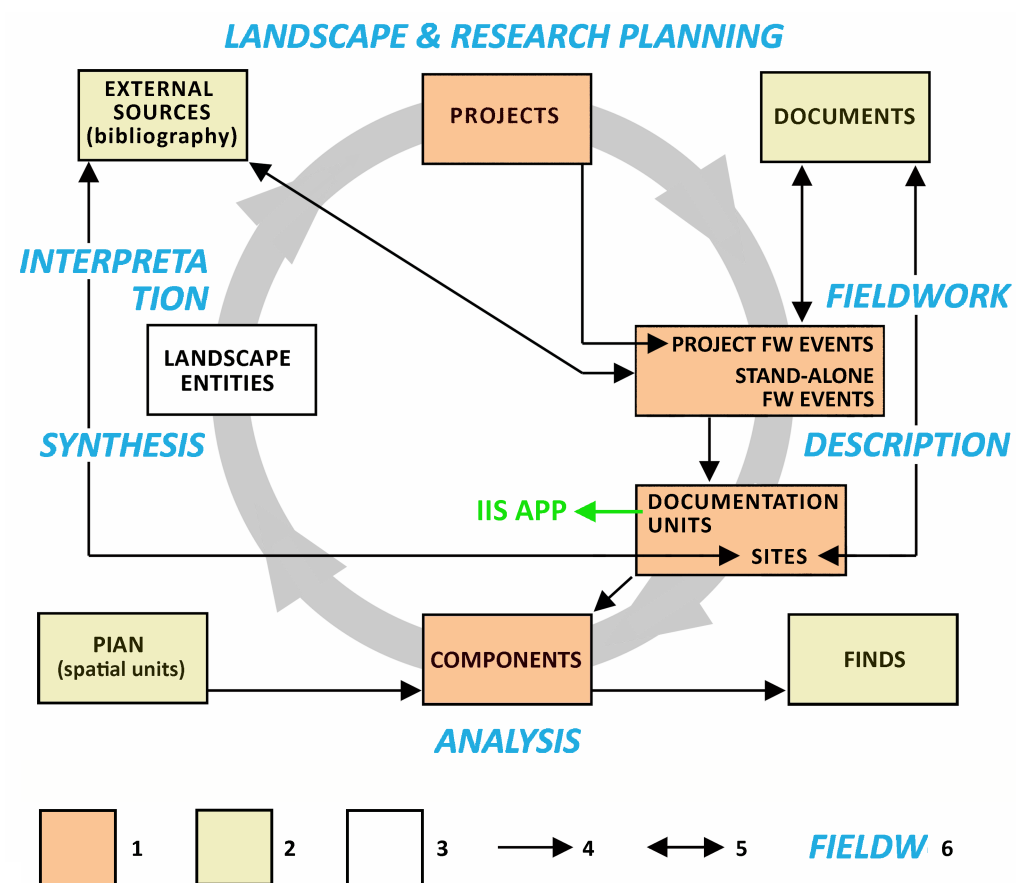 LANDSCAPE & RESEARCH PLANNING
EXTERNAL
SOURCES
(bibliography)
PROJECTS
DOCUMENTS
INTERPRETA
TION
FIELDWORK
LANDSCAPE
ENTITIES
PROJECT FW EVENTS
STAND-ALONE
FW EVENTS
SYNTHESIS
DESCRIPTION
IIS APP
DOCUMENTATION
UNITS
SITES
PIAN
(spatial units)
COMPONENTS
FINDS
ANALYSIS
1
2
3
4
5
FIELDW 6